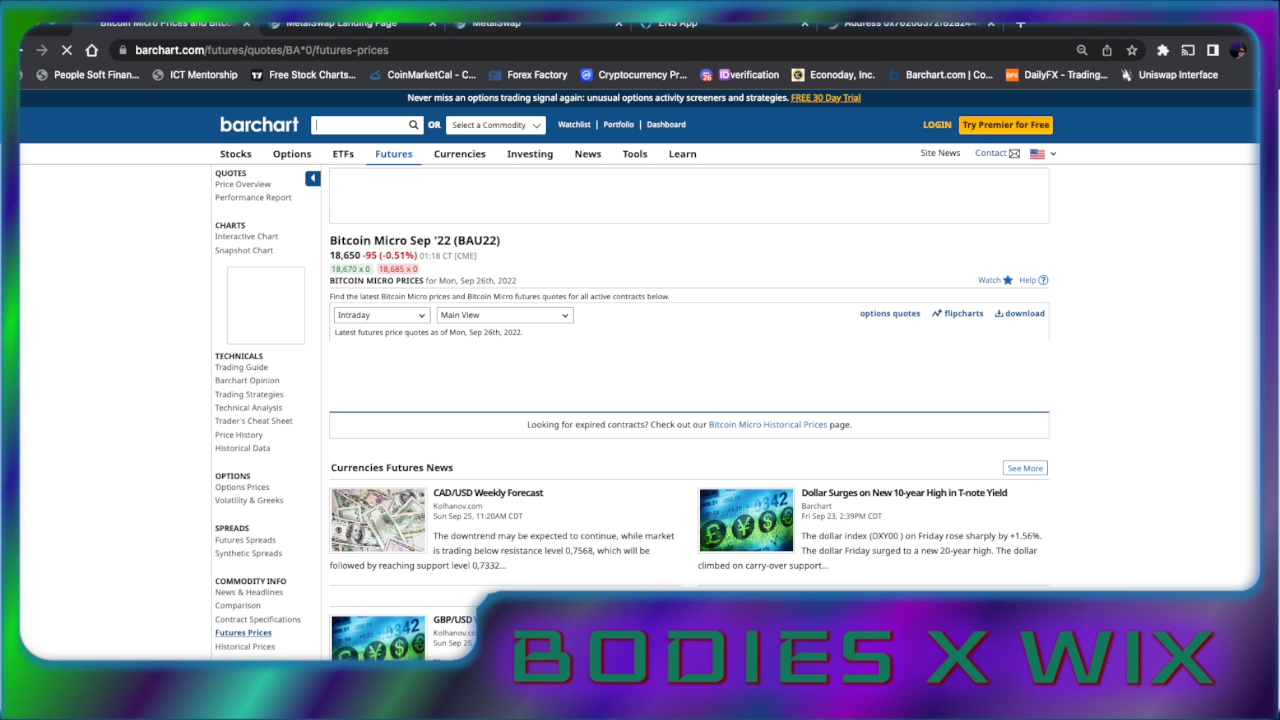 Bitcoin Micro Prices and Bitc
MetalSwap Landing Page
MetalSwap
ENS App
barchart.com/futures/quotes/BA*0/futures-prices
People Soft Finan...
ICT Mentorship
Free Stock Charts...
CoinMarketCal - C...
Forex Factory
Cryptocurrency Pr...
IDverification
Econoday, Inc.
Barchart.com | Co...
DailyFX - Trading...
Uniswap Interface
Never miss an options trading signal again: unusual options activity screeners and strategies. FREE 30 Day Trial
barchart
OR
Select a Commodity
Watchlist | Portfolio | Dashboard
LOGIN
Try Premier for Free
Stocks
Options
ETFs
Futures
Currencies
Investing
News
Tools
Learn
Site News
Contact
QUOTES
Price Overview
Performance Report
CHARTS
Interactive Chart
Snapshot Chart
TECHNICALS
Trading Guide
Barchart Opinion
Trading Strategies
Technical Analysis
Trader's Cheat Sheet
Price History
Historical Data
OPTIONS
Options Prices
Volatility & Greeks
SPREADS
Futures Spreads
Synthetic Spreads
COMMODITY INFO
News & Headlines
Comparison
Contract Specifications
Futures Prices
Historical Prices
Bitcoin Micro Sep '22 (BAU22)
18,650 -95 (-0.51%) 01:18 CT [CME]
18,670 x 0 18,685 x 0
BITCOIN MICRO PRICES for Mon, Sep 26th, 2022
Watch
Help
Find the latest Bitcoin Micro prices and Bitcoin Micro futures quotes for all active contracts below.
Intraday
Main View
options quotes
flipcharts
download
Latest futures price quotes as of Mon, Sep 26th, 2022.
Looking for expired contracts? Check out our Bitcoin Micro Historical Prices page.
Currencies Futures News
See More
CAD/USD Weekly Forecast
Kolhanov.com
Sun Sep 25, 11:20AM CDT
The downtrend may be expected to continue, while market
is trading below resistance level 0,7568, which will be
followed by reaching support level 0,7332...
Dollar Surges on New 10-year High in T-note Yield
Barchart
Fri Sep 23, 2:39PM CDT
The dollar index (DXY00 ) on Friday rose sharply by +1.56%.
The dollar Friday surged to a new 20-year high. The dollar
climbed on carry-over support...
GBP/USD
Kolhanov.co
Sun Sep 25
BODIES X WIX